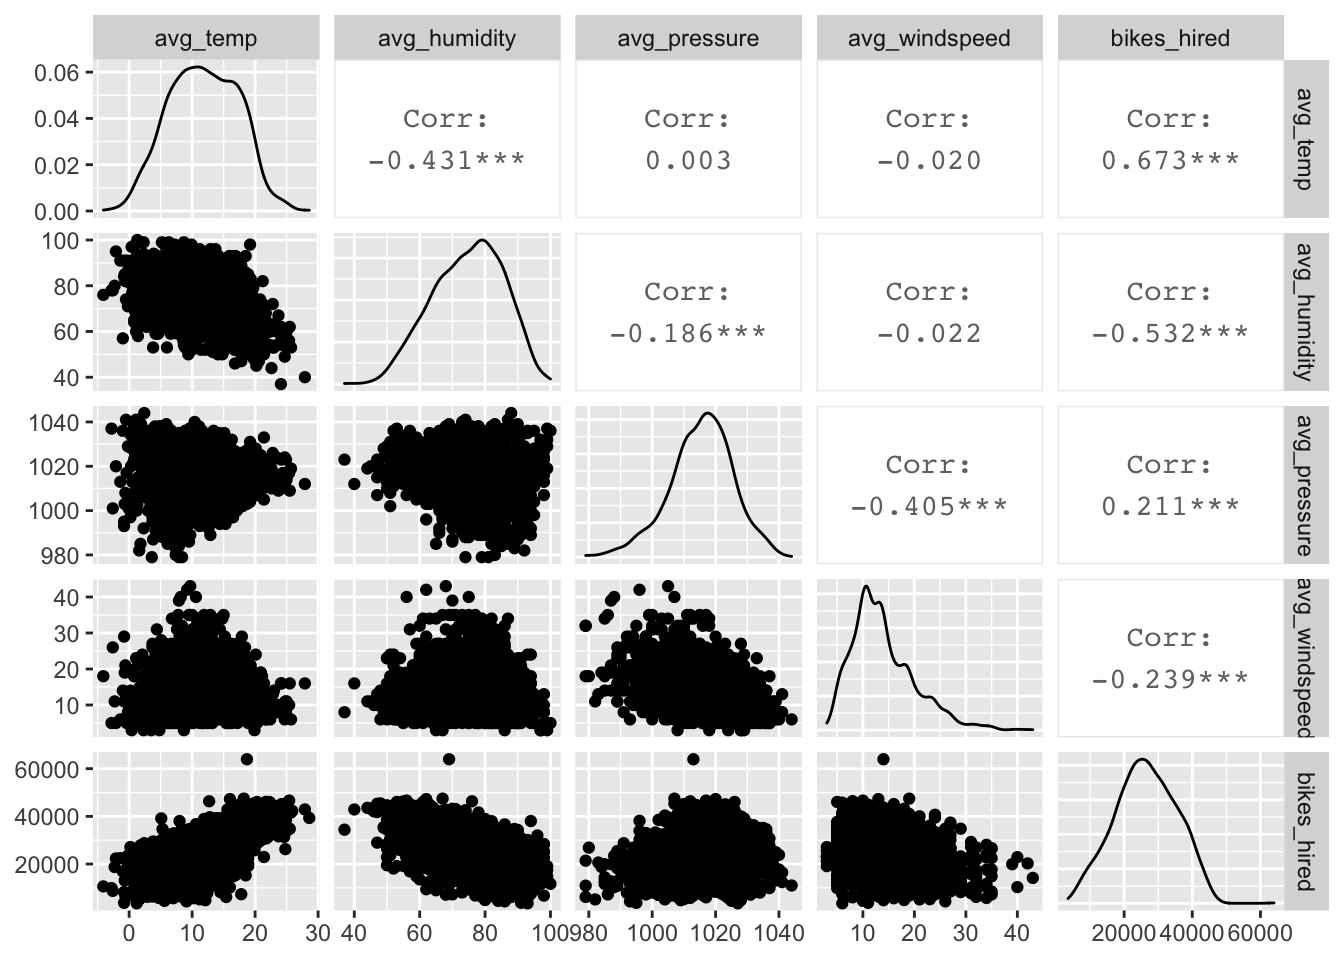 avg_temp avg_humidity avg_pressure avg_windspeed bikes_hired
0.06
0.04
0.02
0.00
Corr:
-0.431***
Corr:
0.003
Corr:
-0.020
Corr:
0.673***
avg_temp
100
80
60
40
Corr:
-0.186***
Corr:
-0.022
Corr:
-0.532***
avg_humidity
1040
1020
1000
980
Corr:
-0.405***
Corr:
0.211***
avg_pressure
40
30
20
10
Corr:
-0.239***
avg_windspeed
60000
40000
20000
bikes_hired
0 10 20 30 40 60 80 100 980 1000 1020 1040 10 20 30 40 20000 40000 60000